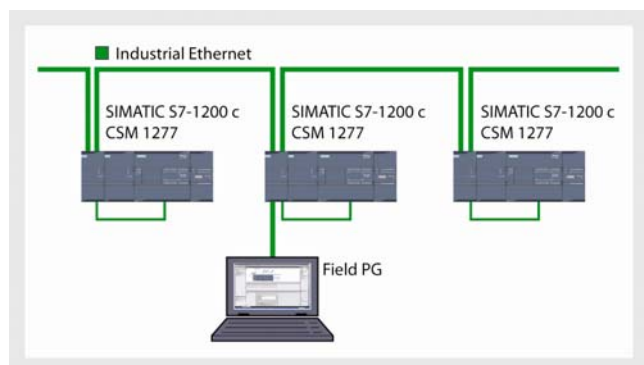 Industrial Ethernet
SIMATIC S7-1200 с
CSM 1277
SIMATIC S7-1200 с
CSM 1277
SIMATIC S7-1200 с
CSM 1277
Field PG